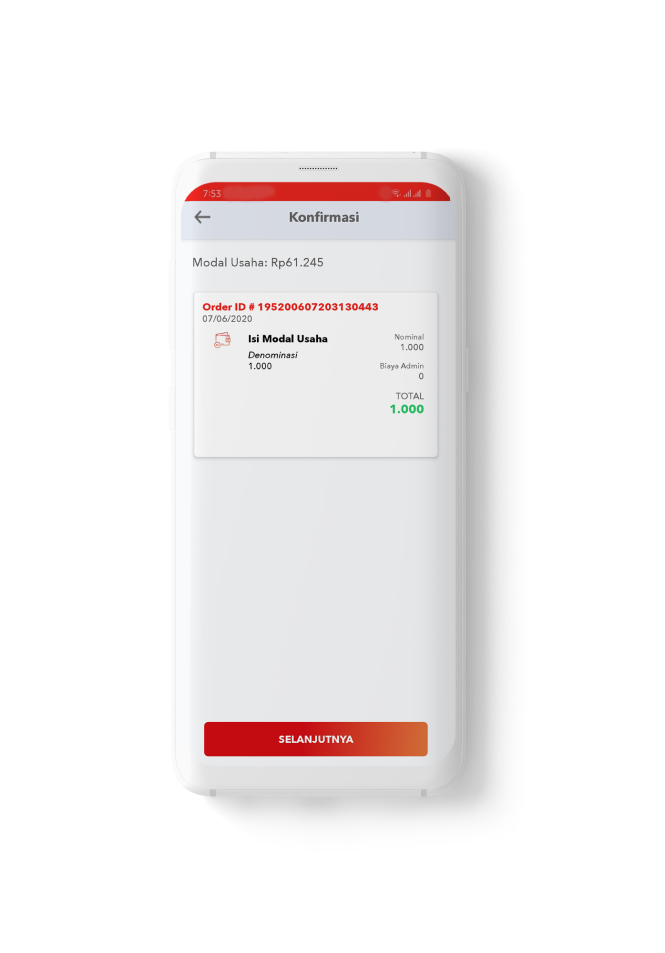 7:53
Konfirmasi
Modal Usaha: Rp61.245
Order ID # 195200607203130443
07/06/2020
Isi Modal Usaha
Denominasi
1.000
Nominal
1.000
Biaya Admin
0
TOTAL
1.000
SELANJUTNYA